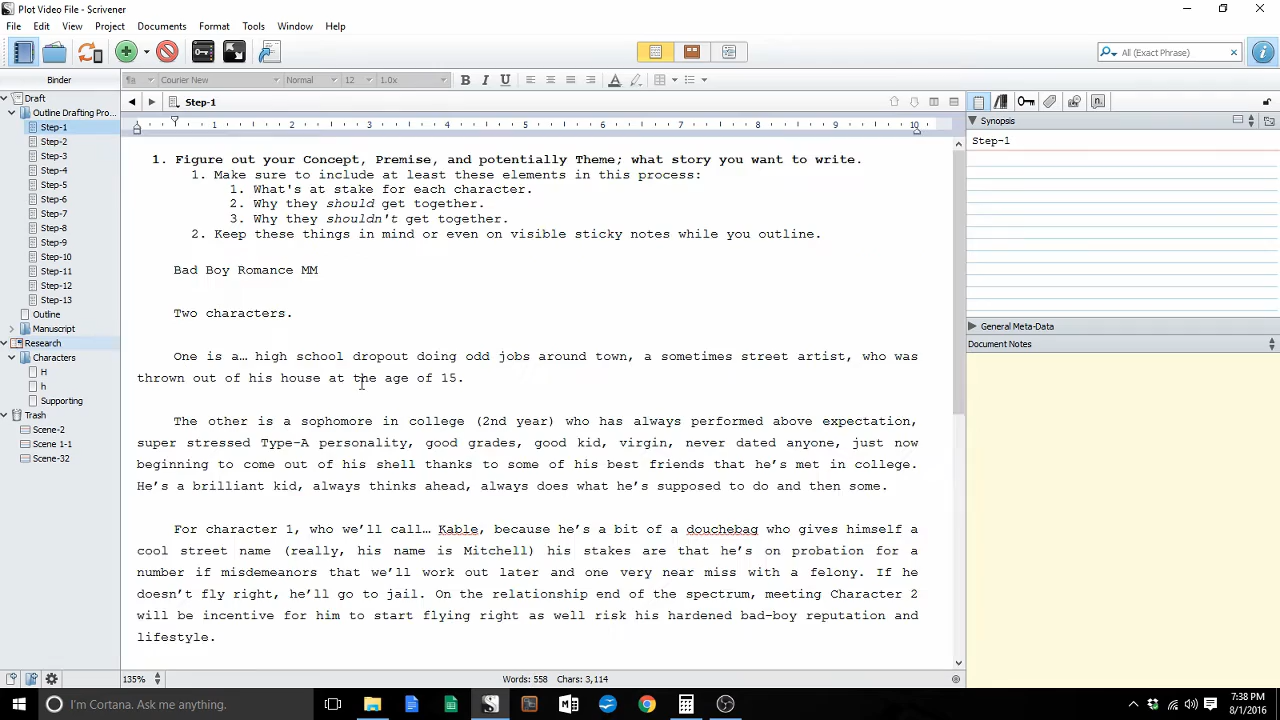 Plot Video File - Scrivener
File Edit View Project Documents Format Tools Window Help
All (Exact Phrase)
Binder
Courier New Normal 12 1.0x
B I U
Draft
Outline Drafting Pro...
Step-1
Step-2
Step-3
Step-4
Step-5
Step-6
Step-7
Step-8
Step-9
Step-10
Step-11
Step-12
Step-13
Outline
Manuscript
Research
Characters
H
h
Supporting
Trash
Scene-2
Scene 1-1
Scene-32
Step-1
1 2 3 4 5 6 7 8 9 10
1. Figure out your Concept, Premise, and potentially Theme; what story you want to write.
1. Make sure to include at least these elements in this process:
1. What's at stake for each character.
2. Why they should get together.
3. Why they shouldn't get together.
2. Keep these things in mind or even on visible sticky notes while you outline.
Bad Boy Romance MM
Two characters.
One is a… high school dropout doing odd jobs around town, a sometimes street artist, who was
thrown out of his house at the age of 15.
The other is a sophomore in college (2nd year) who has always performed above expectation,
super stressed Type-A personality, good grades, good kid, virgin, never dated anyone, just now
beginning to come out of his shell thanks to some of his best friends that he’s met in college.
He’s a brilliant kid, always thinks ahead, always does what he’s supposed to do and then some.
For character 1, who we’ll call… Kable, because he’s a bit of a douchebag who gives himself a
cool street name (really, his name is Mitchell) his stakes are that he’s on probation for a
number if misdemeanors that we’ll work out later and one very near miss with a felony. If he
doesn’t fly right, he’ll go to jail. On the relationship end of the spectrum, meeting Character 2
will be incentive for him to start flying right as well risk his hardened bad-boy reputation and
lifestyle.
135%
Words: 558 Chars: 3,114
Synopsis
Step-1
General Meta-Data
Document Notes
I'm Cortana. Ask me anything.
7:38 PM
8/1/2016